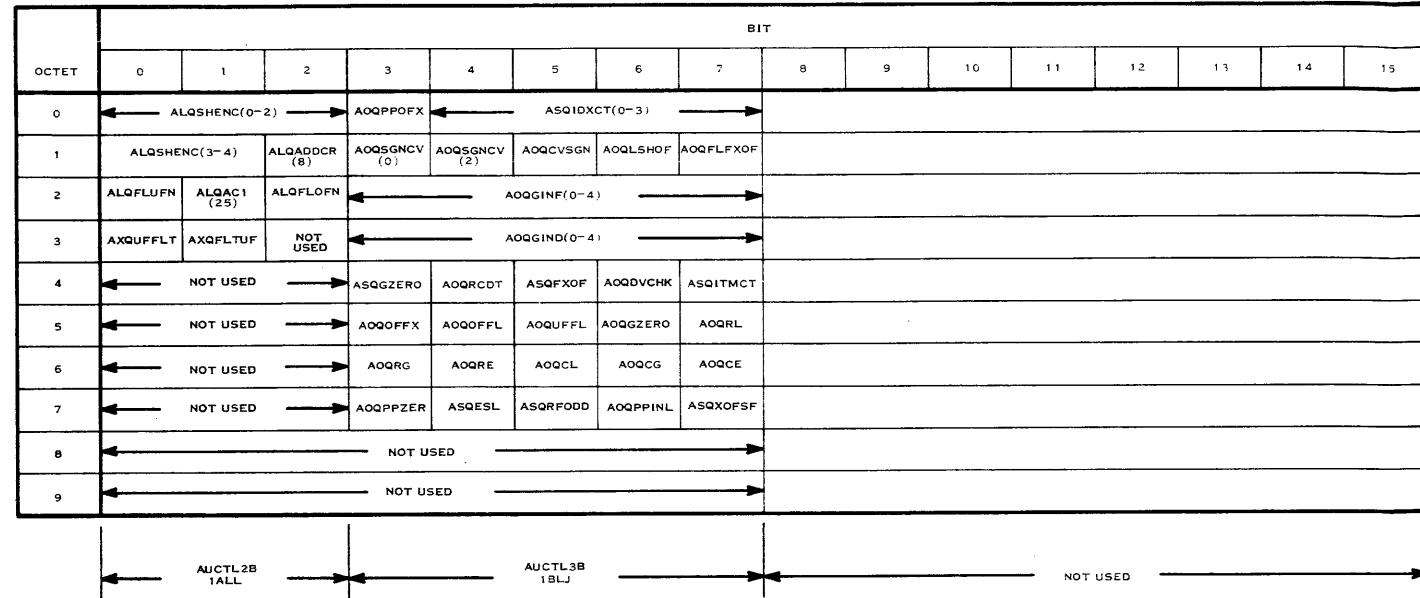 BIT
OCTET 0 1 2 3 4 5 6 7 8 9 10 11 12 13 14 15
0 ALQSHENC(0-2) AOQPPOFX ASQIDXCT(0-3)
1 ALQSHENC(3-4) ALQADDCR (8) AOQSGNCV (0) AOQSGNCV (2) AOQCVSGN AOQLSHOF AOQFLFXOF
2 ALQFLUFN ALQAC1 (25) ALQFLOFN AOQGINF(0-4)
3 AXQUFFLT AXQFLTUF NOT USED AOQGIND(0-4)
4 NOT USED ASQGZERO AOQRCDT ASQFXOF AOQDVCHK ASQITMCT
5 NOT USED AOQOFFX AOQOFFL AOQUFFL AOQGZERO AOQRL
6 NOT USED AOQRG AOQRE AOQCL AOQCG AOQCE
7 NOT USED AOQPPZER ASQESL ASQRFODD AOQPPINL ASQXOFSF
8 NOT USED
9 NOT USED
AUCTL2B AUCTL3B
1ALL 1BLJ NOT USED